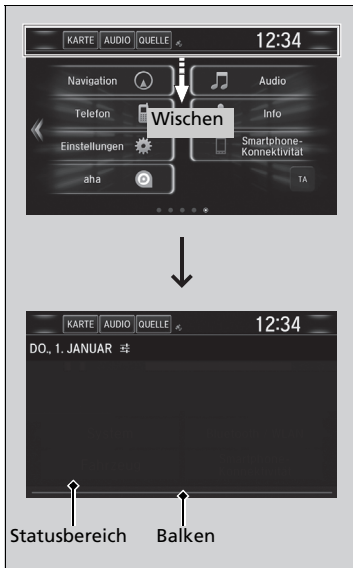 KARTE AUDIO QUELLE 12:34
Navigation Audio
Telefon Info
Wischen
Einstellungen Smartphone-
Konnektivität
aha TA
KARTE AUDIO QUELLE 12:34
DO., 1. JANUAR
Statusbereich Balken